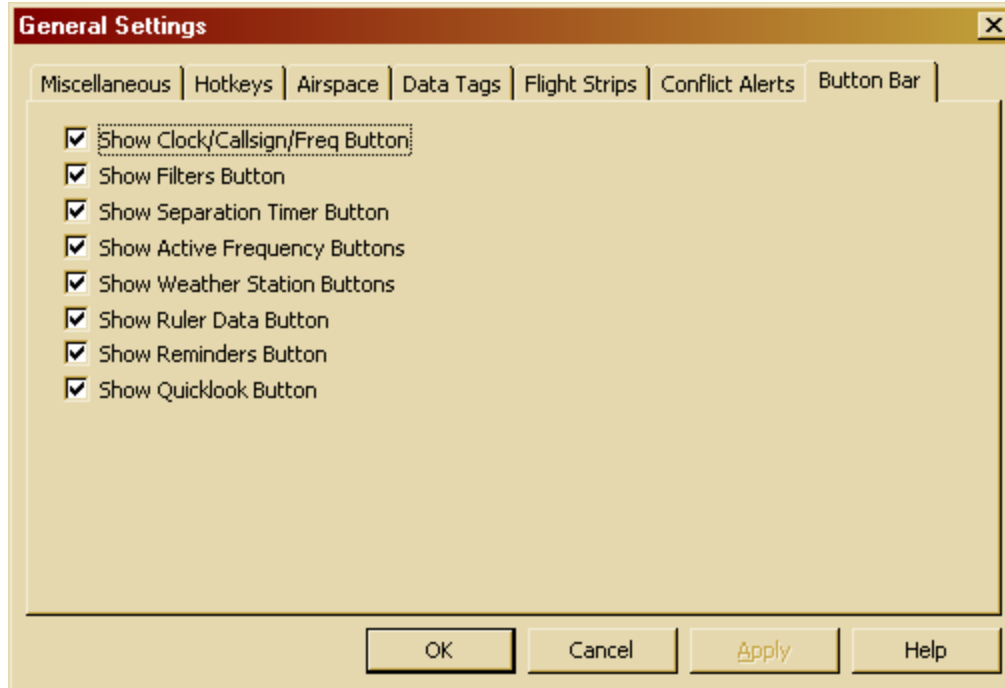 General Settings
Miscellaneous Hotkeys Airspace Data Tags Flight Strips Conflict Alerts Button Bar
Show Clock/Callsign/Freq Button
Show Filters Button
Show Separation Timer Button
Show Active Frequency Buttons
Show Weather Station Buttons
Show Ruler Data Button
Show Reminders Button
Show Quicklook Button
OK Cancel Apply Help